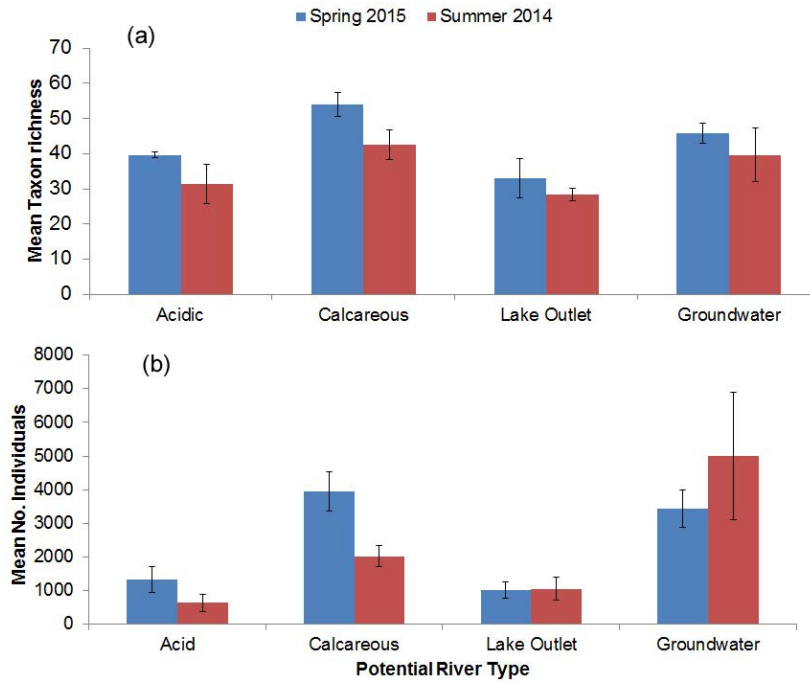 Spring 2015 Summer 2014
(a)
Mean Taxon richness
70
60
50
40
30
20
10
0
Acidic Calcareous Lake Outlet Groundwater
(b)
Mean No. Individuals
8000
7000
6000
5000
4000
3000
2000
1000
0
Acid Calcareous Lake Outlet Groundwater
Potential River Type